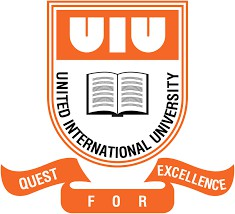 UIU
UNITED INTERNATIONAL UNIVERSITY
QUEST
FOR
EXCELLENCE